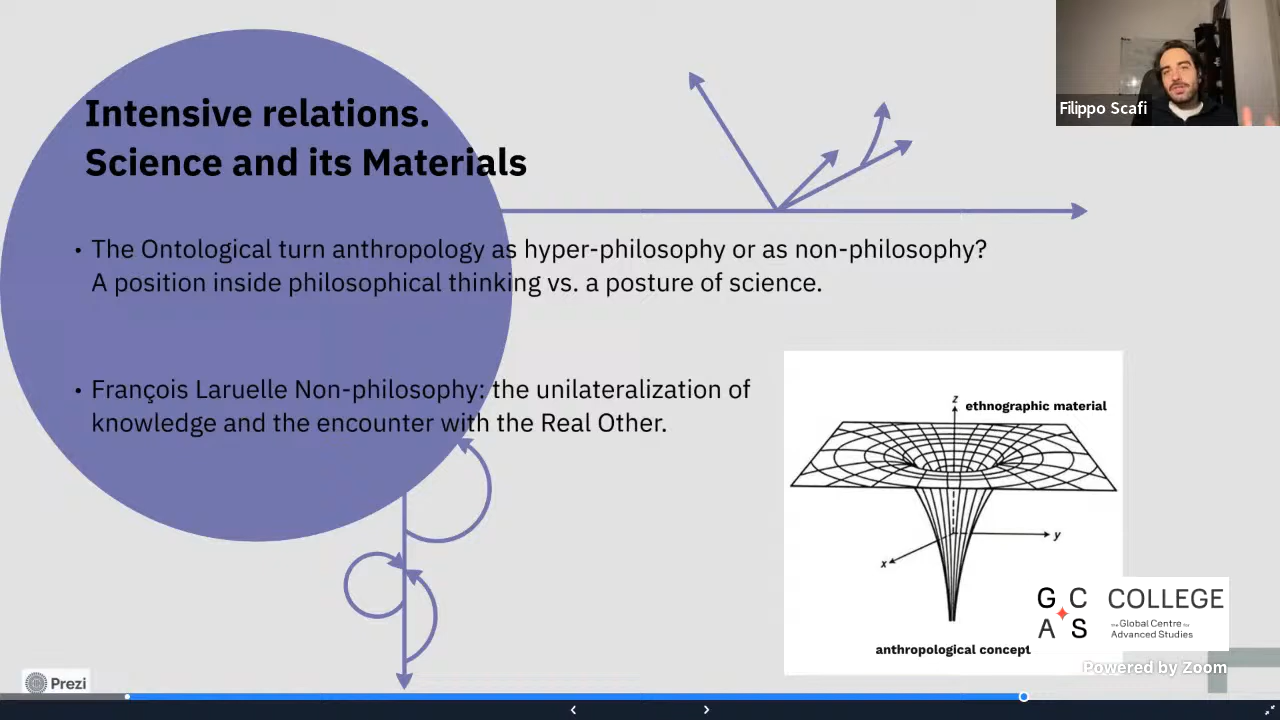 Intensive relations.
Science and its Materials
• The Ontological turn anthropology as hyper-philosophy or as non-philosophy?
A position inside philosophical thinking vs. a posture of science.
• François Laruelle Non-philosophy: the unilateralization of
knowledge and the encounter with the Real Other.
Filippo Scafi
z
ethnographic material
y
x
anthropological concept
G C
A S
COLLEGE
the Global Centre for
Advanced Studies
Powered by Zoom
Prezi